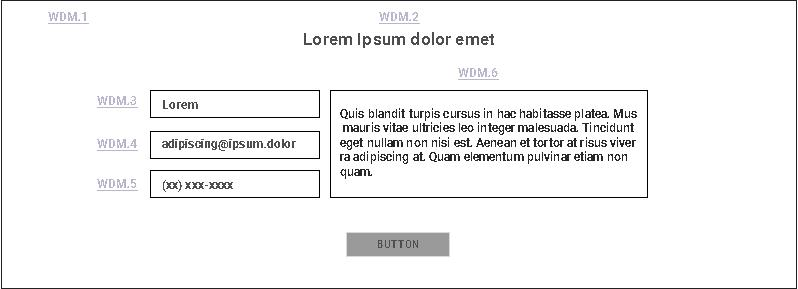 WDM.1
WDM.2
Lorem Ipsum dolor emet
WDM.6
WDM.3
Lorem
WDM.4
adipiscing@ipsum.dolor
WDM.5
(xx) xxx-xxxx
Quis blandit turpis cursus in hac habitasse platea. Mus
mauris vitae ultricies leo integer malesuada. Tincidunt
eget nullam non nisi est. Aenean et tortor at risus viver
ra adipiscing at. Quam elementum pulvinar etiam non
quam.
BUTTON